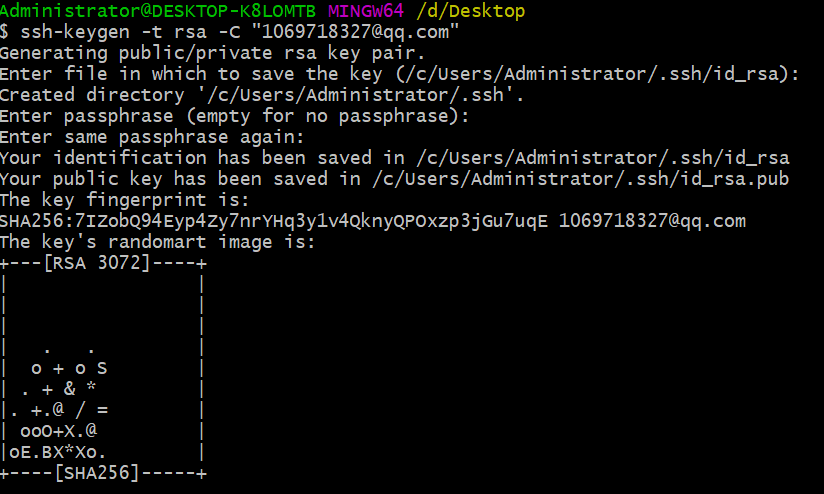 Administrator@DESKTOP-K8LOMTB MINGW64 /d/Desktop
$ ssh-keygen -t rsa -C "1069718327@qq.com"
Generating public/private rsa key pair.
Enter file in which to save the key (/c/Users/Administrator/.ssh/id_rsa):
Created directory '/c/Users/Administrator/.ssh'.
Enter passphrase (empty for no passphrase):
Enter same passphrase again:
Your identification has been saved in /c/Users/Administrator/.ssh/id_rsa
Your public key has been saved in /c/Users/Administrator/.ssh/id_rsa.pub
The key fingerprint is:
SHA256:7IZobQ94Eyp4Zy7nrYHq3y1v4QknyQPOxzp3jGu7uqE 1069718327@qq.com
The key's randomart image is:
+---[RSA 3072]----+
|                 |
|                 |
|                 |
|   .   .         |
|  o + o S        |
| . + & *         |
|. +.@ / =        |
| ooO+X.@         |
|oE.BX*Xo.        |
+----[SHA256]-----+